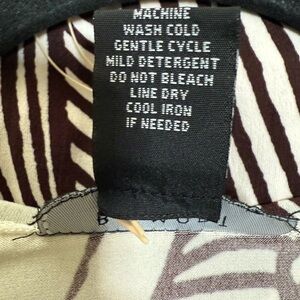 MACHINE
WASH COLD
GENTLE CYCLE
MILD DETERGENT
DO NOT BLEACH
LINE DRY
COOL IRON
IF NEEDED